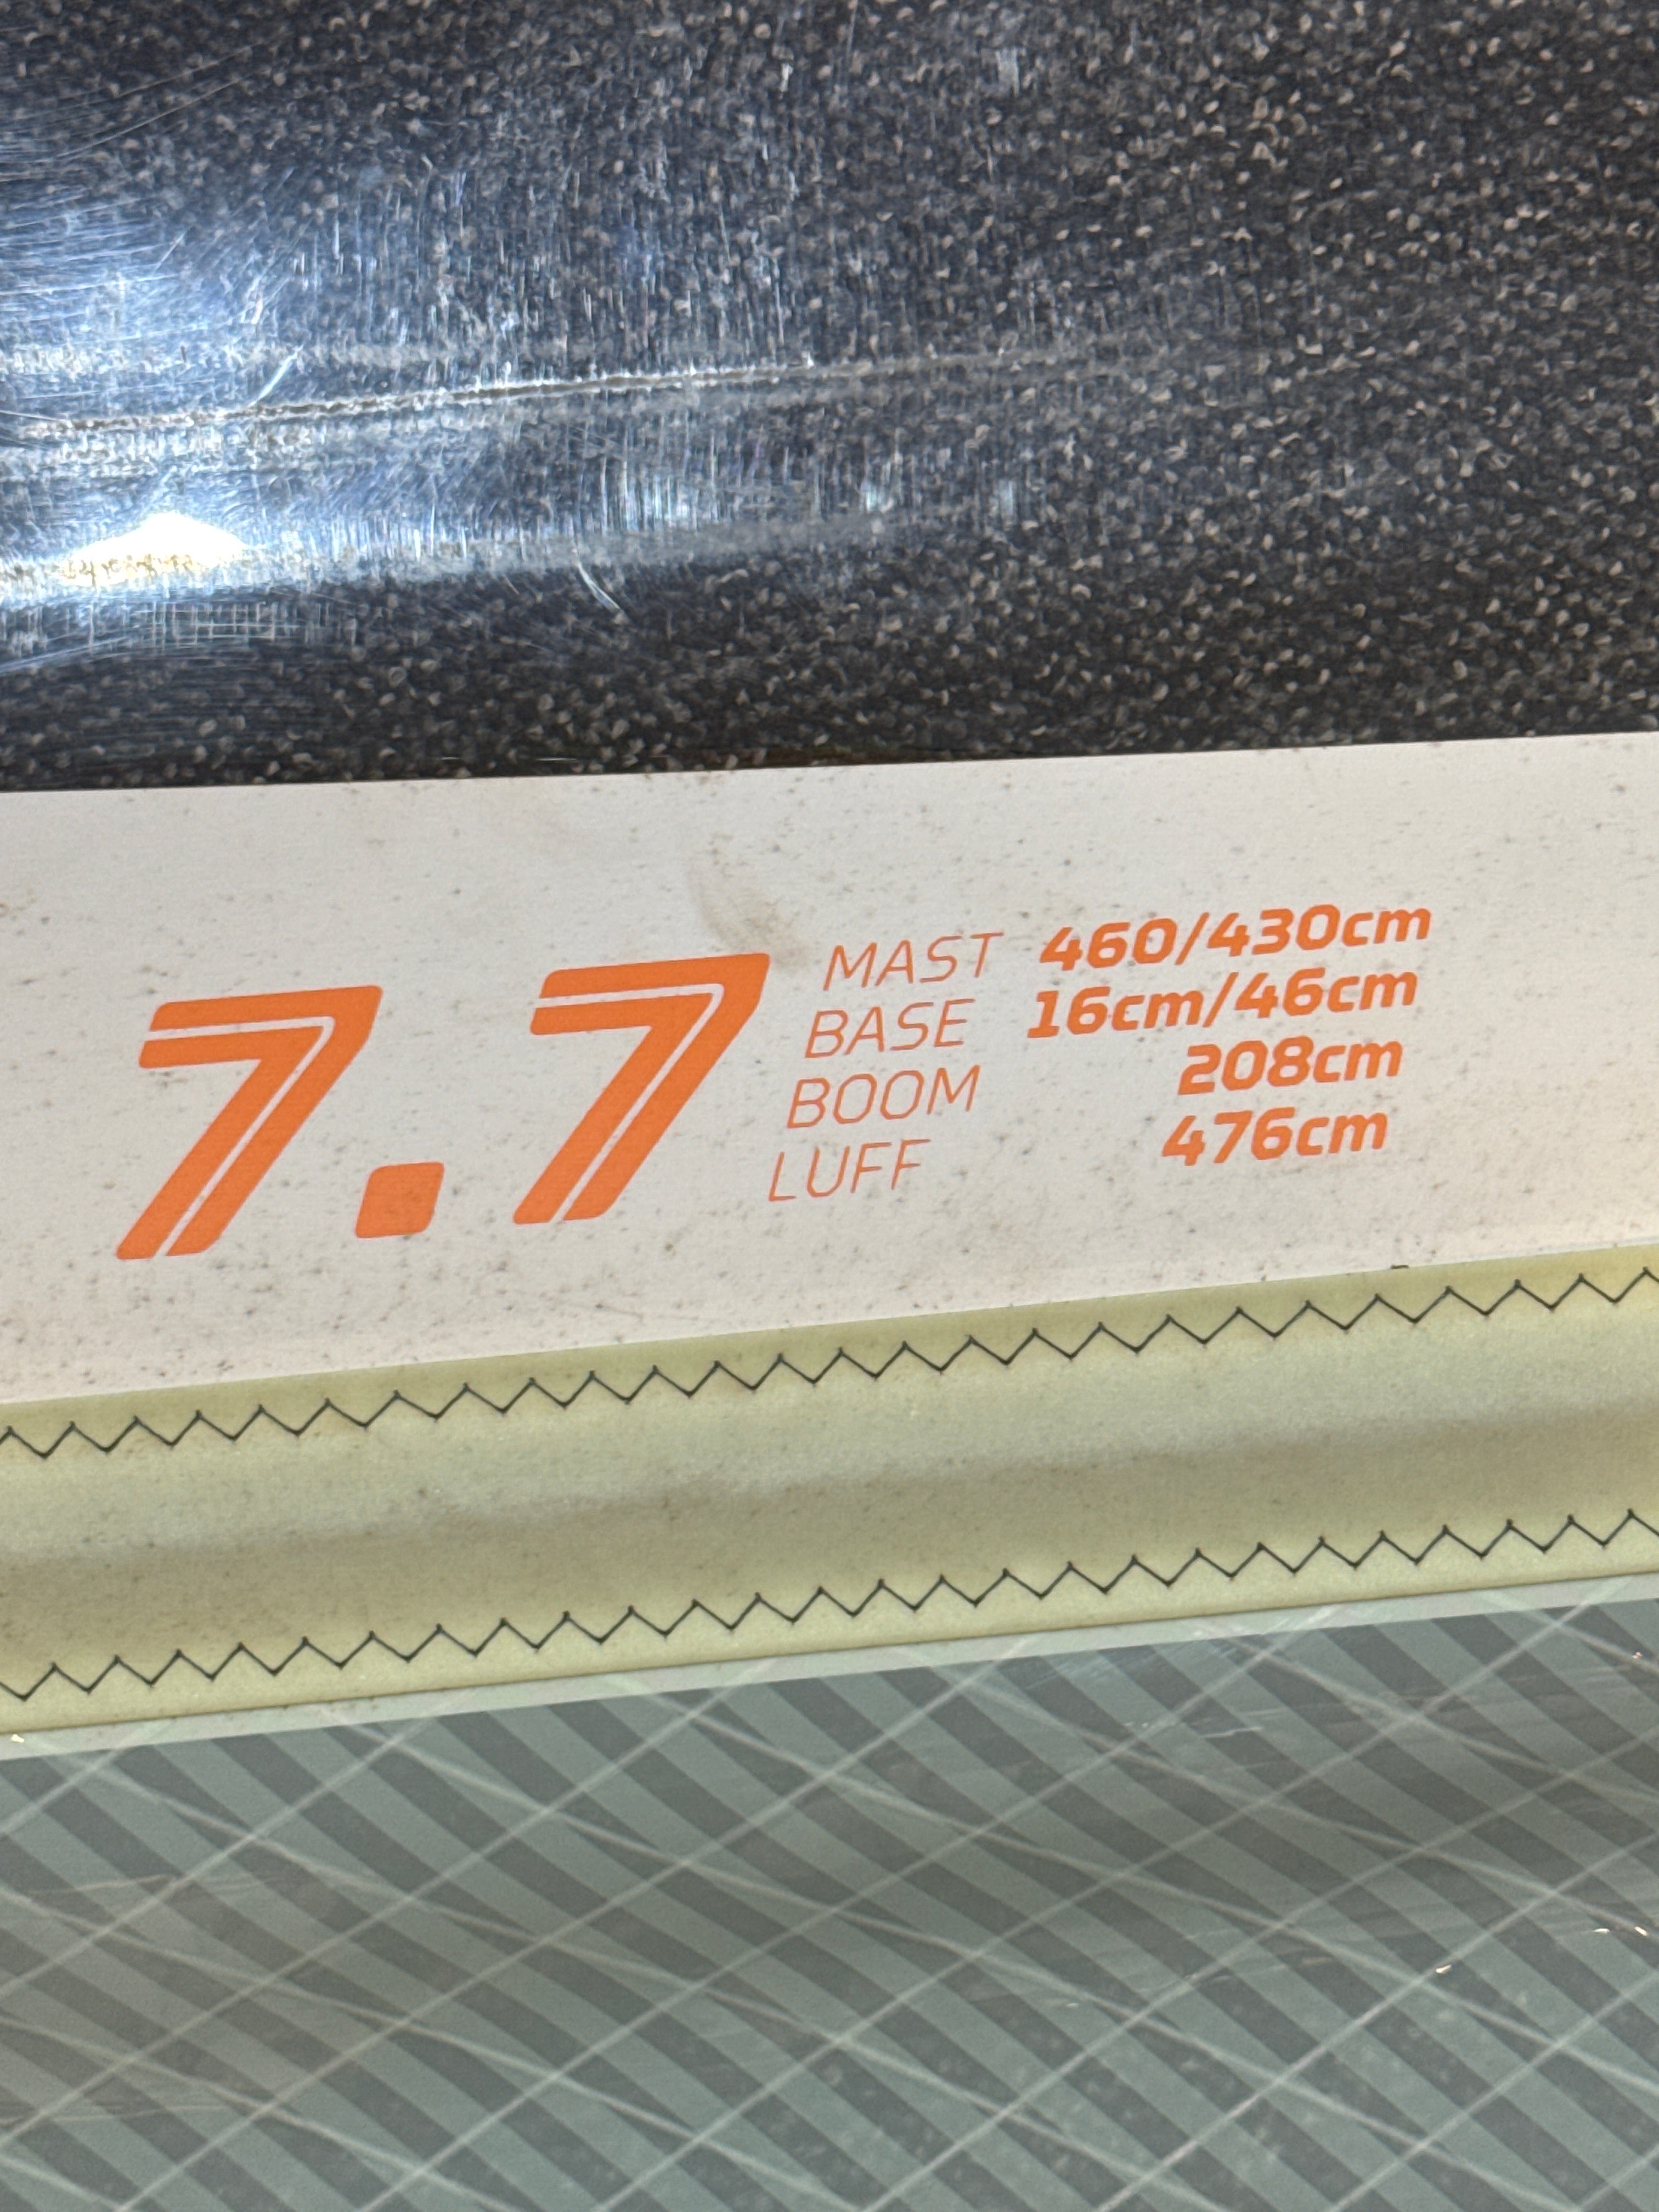 7.7
MAST 460/430cm
BASE 16cm/46cm
BOOM 208cm
LUFF 476cm